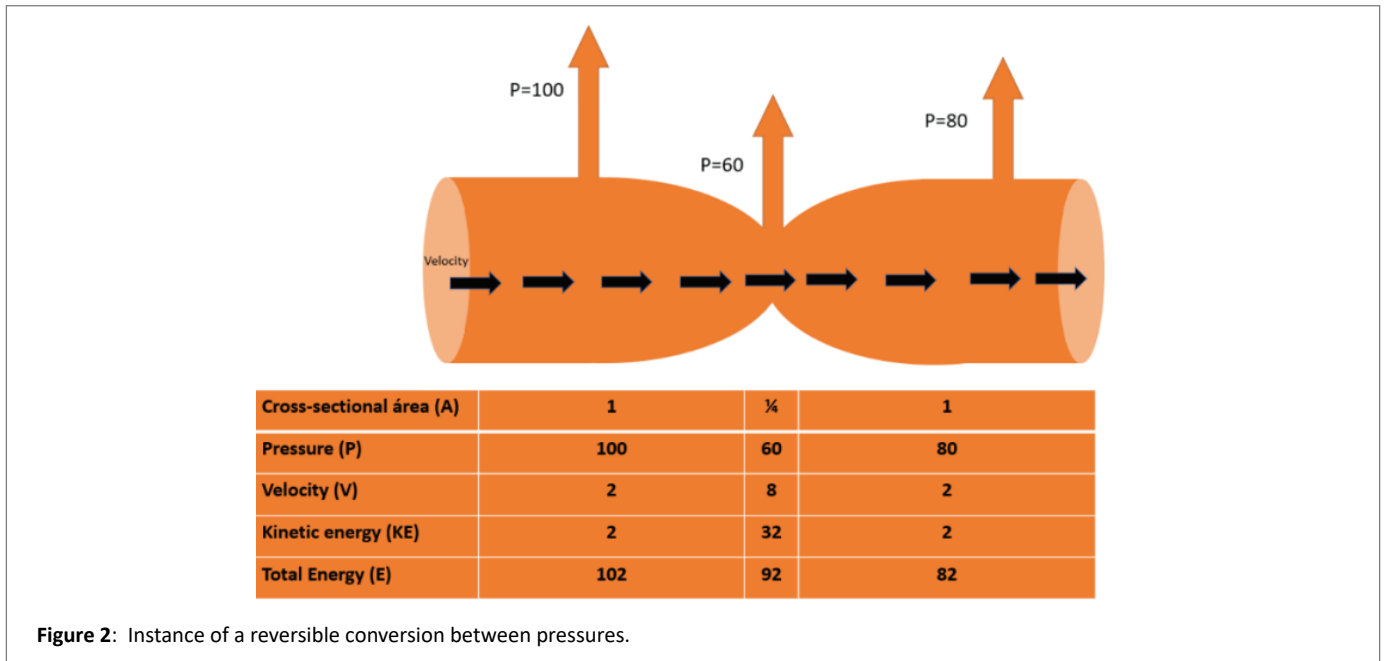 P=100
P=60
P=80
Velocity
Cross-sectional área (A) 1 ¼ 1
Pressure (P) 100 60 80
Velocity (V) 2 8 2
Kinetic energy (KE) 2 32 2
Total Energy (E) 102 92 82
Figure 2: Instance of a reversible conversion between pressures.